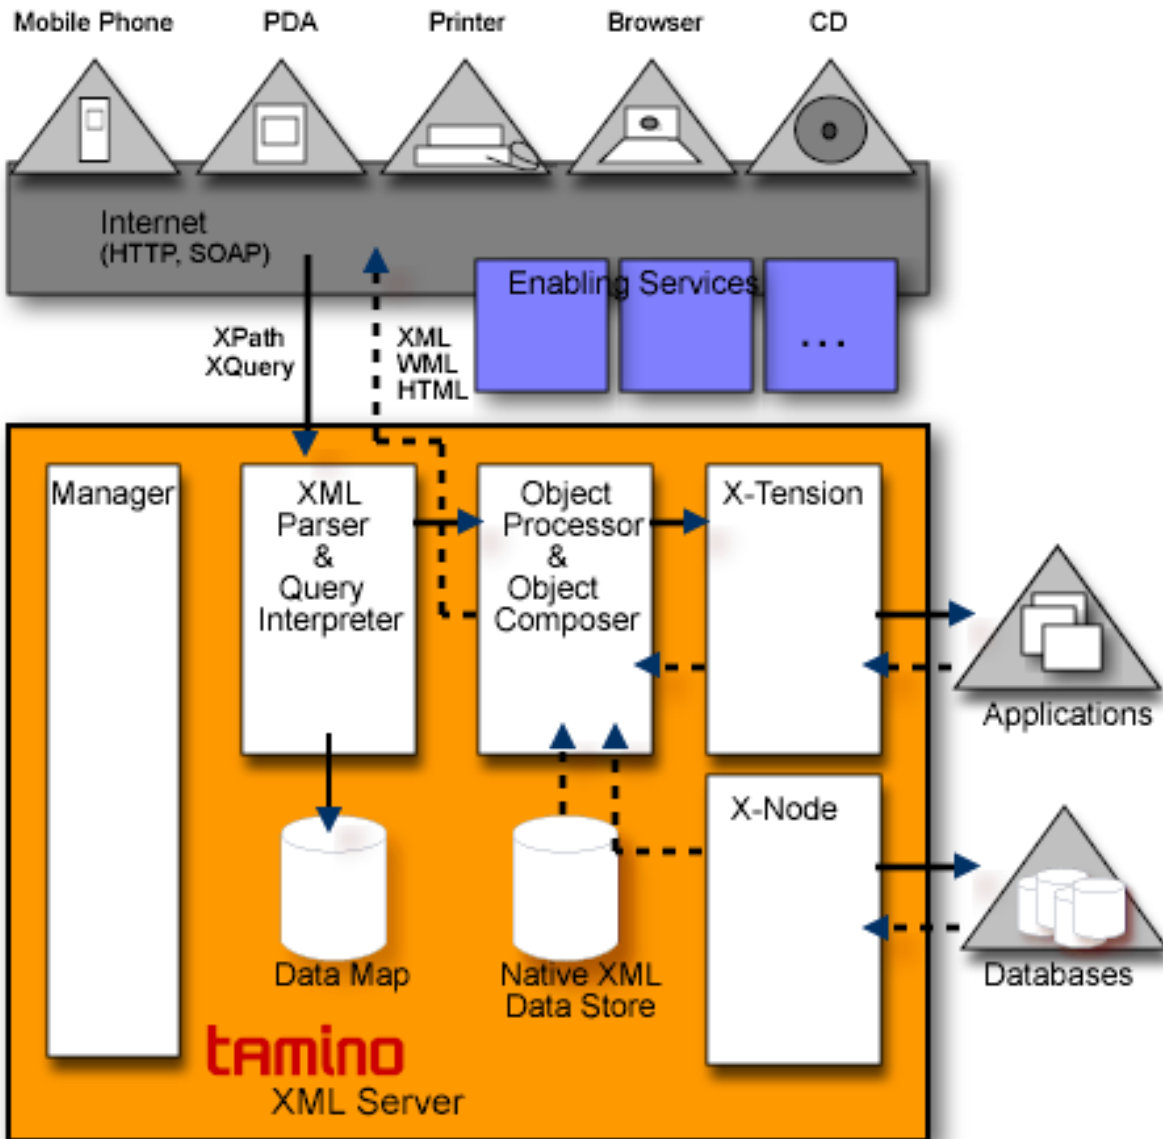 Mobile Phone
PDA
Printer
Browser
CD
Internet
(HTTP, SOAP)
Enabling Services
...
XPath
XQuery
XML
WML
HTML
Manager
XML
Parser
&
Query
Interpreter
Object
Processor
&
Object
Composer
X-Tension
Applications
X-Node
Databases
Data Map
Native XML
Data Store
tamino
XML Server